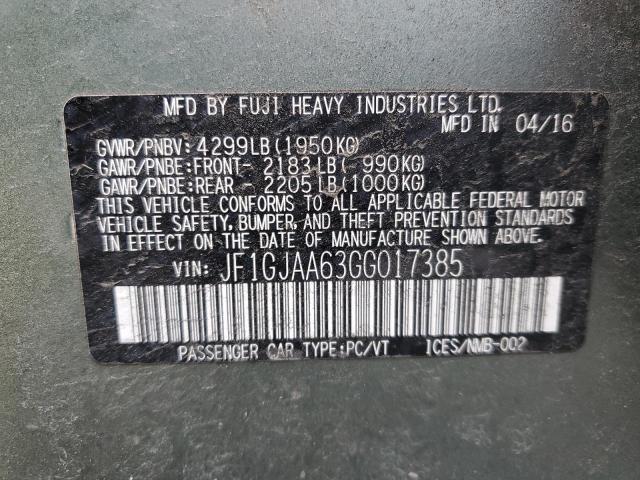 MFD BY FUJI HEAVY INDUSTRIES LTD.
MFD IN 04/16
GVWR/PNBV: 4299LB (1950KG)
GAWR/PNBE: FRONT- 2183LB( 990KG)
GAWR/PNBE: REAR - 2205LB(1000KG)
THIS VEHICLE CONFORMS TO ALL APPLICABLE FEDERAL MOTOR
VEHICLE SAFETY, BUMPER, AND THEFT PREVENTION STANDARDS
IN EFFECT ON THE DATE OF MANUFACTURE SHOWN ABOVE.
VIN: JF1GJAA63GG017385
PASSENGER CAR TYPE:PC/VT ICES/NMB-002